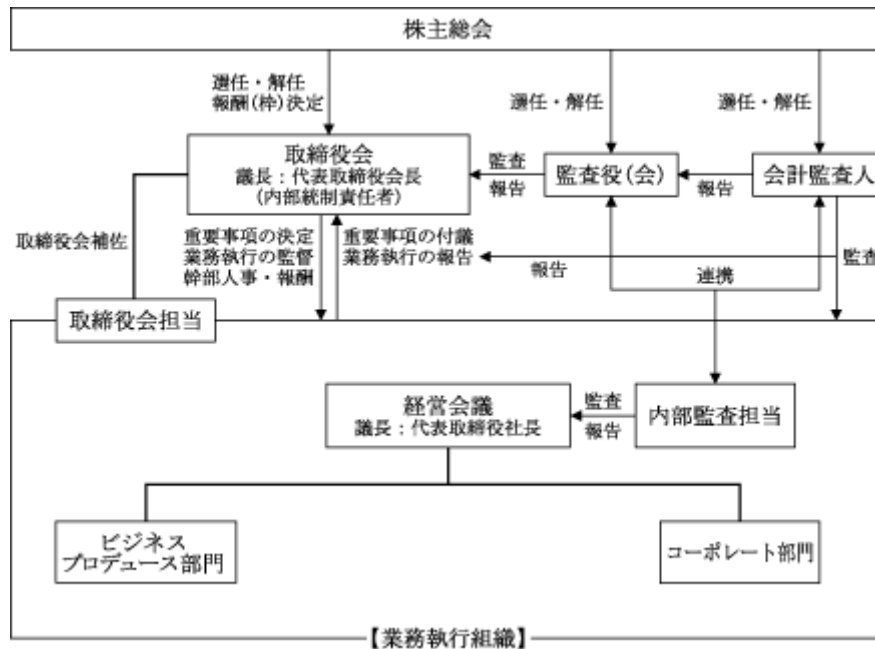 株主総会
選任・解任
報酬(枠)決定
選任・解任
選任・解任
取締役会
議長：代表取締役会長
(内部統制責任者)
監査
報告
監査役(会)
報告
会計監査人
取締役会補佐
重要事項の決定
業務執行の監督
幹部人事・報酬
重要事項の付議
業務執行の報告
報告
連携
監査
取締役会担当
経営会議
議長：代表取締役社長
監査
報告
内部監査担当
ビジネス
プロデュース部門
コーポレート部門
【業務執行組織】